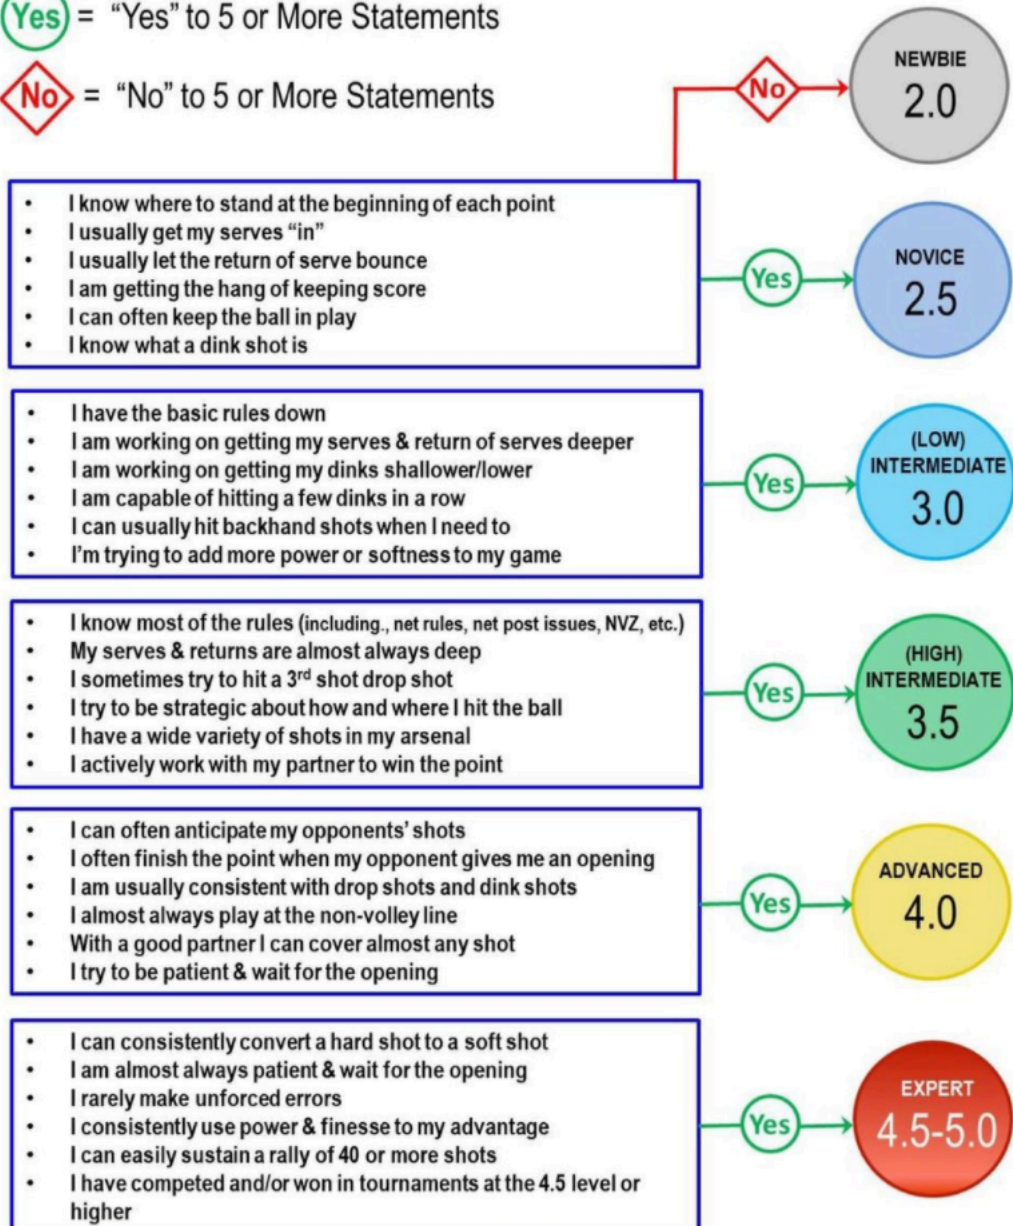 Yes = “Yes” to 5 or More Statements
No = “No” to 5 or More Statements
No
NEWBIE
2.0
• I know where to stand at the beginning of each point
• I usually get my serves “in”
• I usually let the return of serve bounce
• I am getting the hang of keeping score
• I can often keep the ball in play
• I know what a dink shot is
Yes
NOVICE
2.5
• I have the basic rules down
• I am working on getting my serves & return of serves deeper
• I am working on getting my dinks shallower/lower
• I am capable of hitting a few dinks in a row
• I can usually hit backhand shots when I need to
• I’m trying to add more power or softness to my game
Yes
(LOW)
INTERMEDIATE
3.0
• I know most of the rules (including., net rules, net post issues, NVZ, etc.)
• My serves & returns are almost always deep
• I sometimes try to hit a 3rd shot drop shot
• I try to be strategic about how and where I hit the ball
• I have a wide variety of shots in my arsenal
• I actively work with my partner to win the point
Yes
(HIGH)
INTERMEDIATE
3.5
• I can often anticipate my opponents’ shots
• I often finish the point when my opponent gives me an opening
• I am usually consistent with drop shots and dink shots
• I almost always play at the non-volley line
• With a good partner I can cover almost any shot
• I try to be patient & wait for the opening
Yes
ADVANCED
4.0
• I can consistently convert a hard shot to a soft shot
• I am almost always patient & wait for the opening
• I rarely make unforced errors
• I consistently use power & finesse to my advantage
• I can easily sustain a rally of 40 or more shots
• I have competed and/or won in tournaments at the 4.5 level or
higher
Yes
EXPERT
4.5-5.0